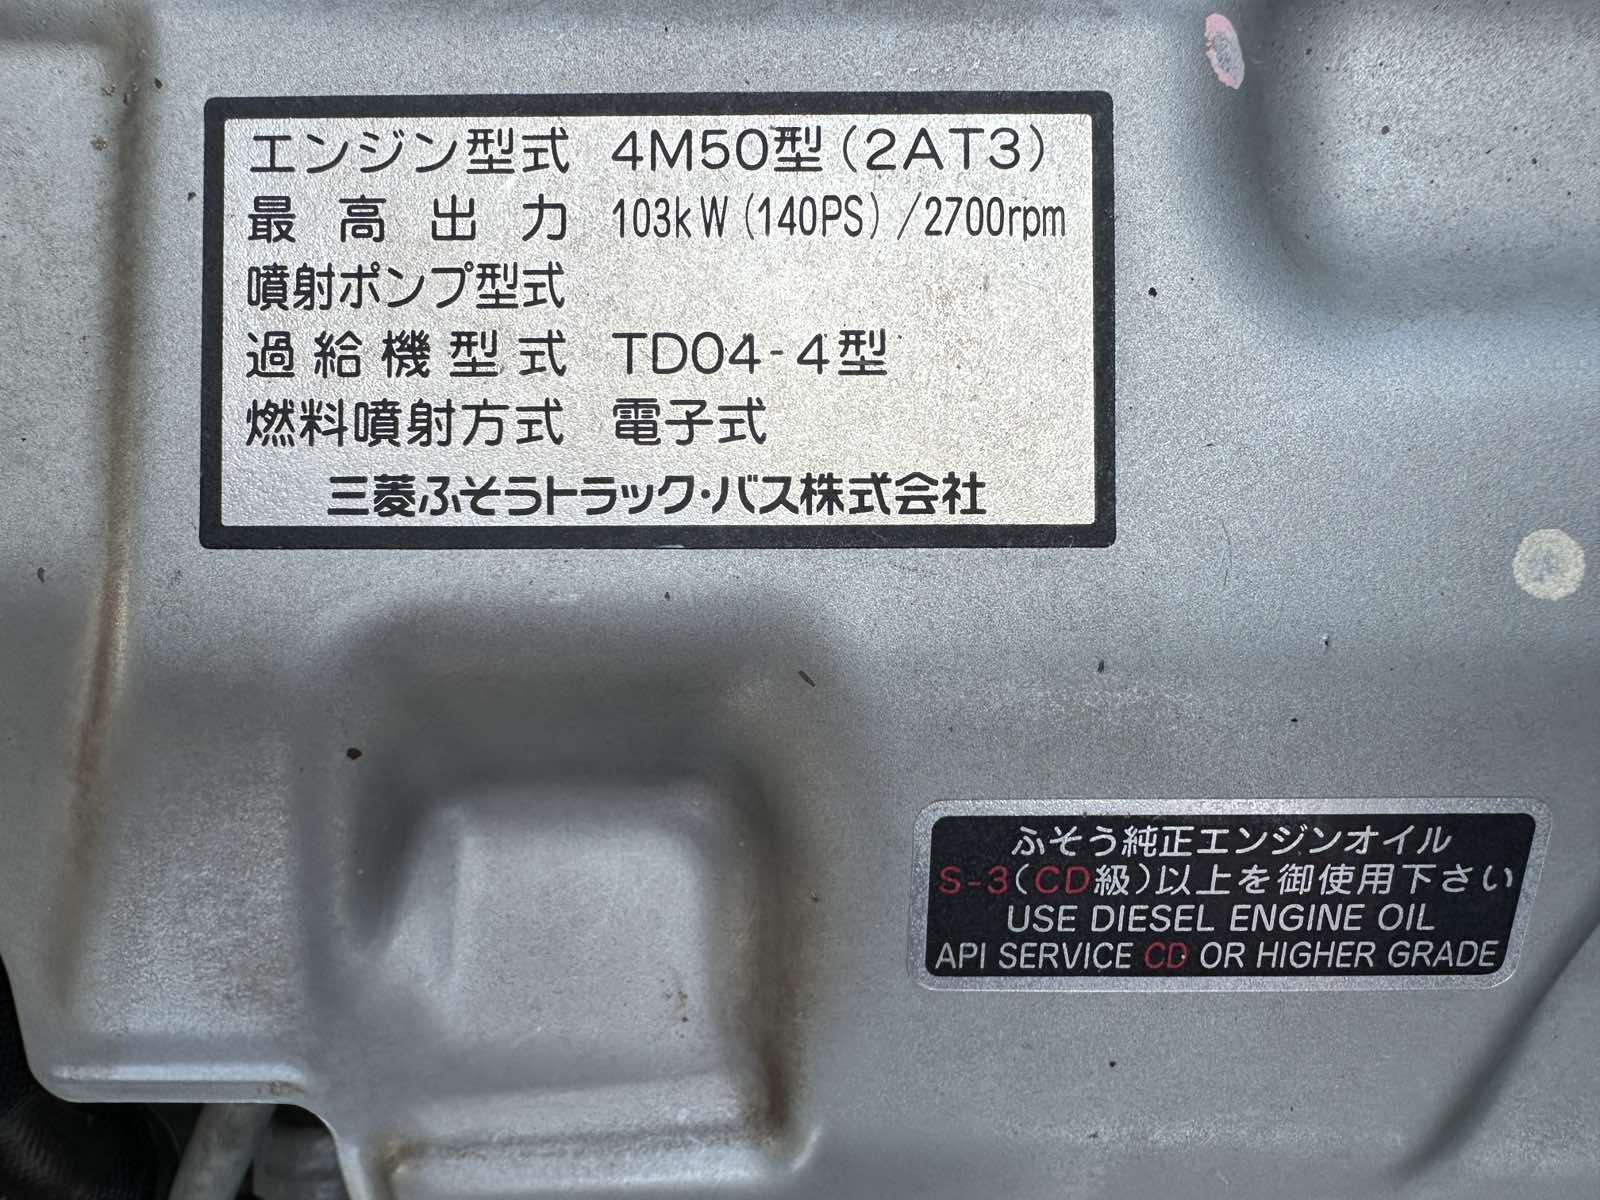 エンジン型式 4M50型(2AT3)
最高出力 103kW(140PS)/2700rpm
噴射ポンプ型式
過給機型式 TD04-4型
燃料噴射方式 電子式
三菱ふそうトラック・バス株式会社
ふそう純正エンジンオイル
S-3(CD級)以上を御使用下さい
USE DIESEL ENGINE OIL
API SERVICE CD OR HIGHER GRADE